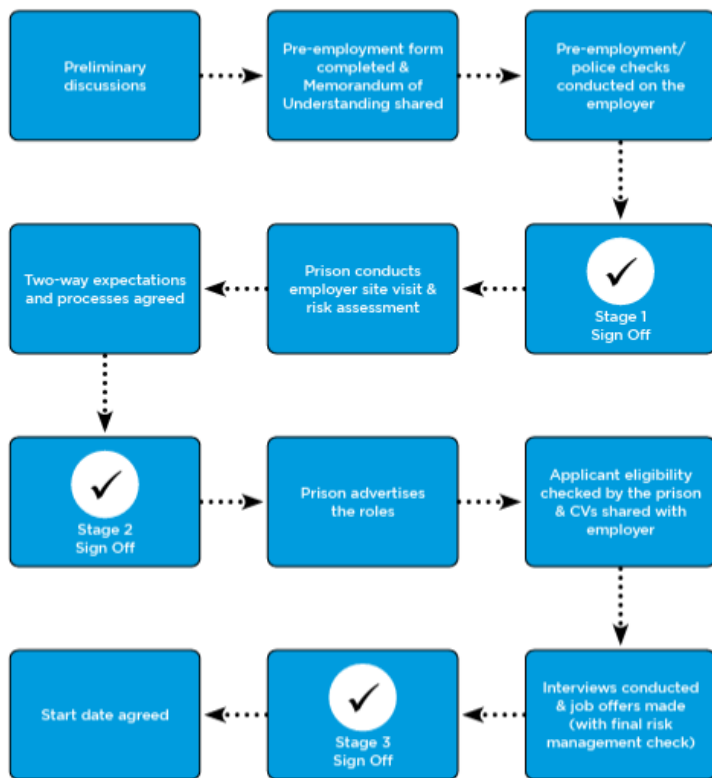 Preliminary
discussions
Pre-employment form
completed &
Memorandum of
Understanding shared
Pre-employment/
police checks
conducted on the
employer
Stage 1
Sign Off
Prison conducts
employer site visit &
risk assessment
Two-way expectations
and processes agreed
Stage 2
Sign Off
Prison advertises
the roles
Applicant eligibility
checked by the prison
& CVs shared with
employer
Interviews conducted
& job offers made
(with final risk
management check)
Stage 3
Sign Off
Start date agreed